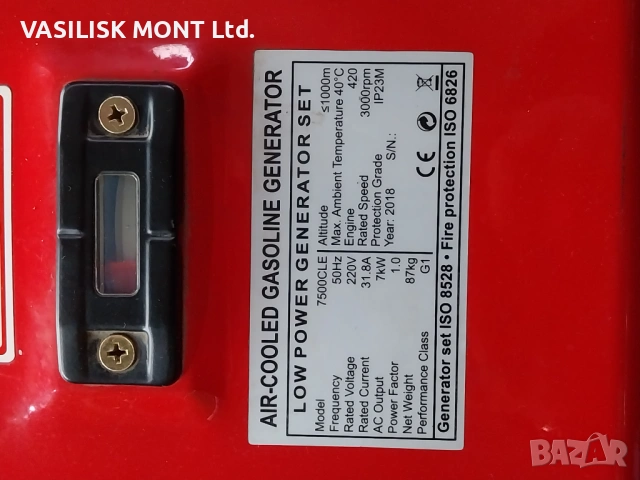 VASILISK MONT Ltd.
AIR-COOLED GASOLINE GENERATOR
LOW POWER GENERATOR SET
Model 7500CLE Altitude ≤1000m
Frequency 50Hz Max. Ambient Temperature 40°C
Rated Voltage 220V Engine 420
Rated Current 31.8A Rated Speed 3000rpm
AC Output 7kW Protection Grade IP23M
Power Factor 1.0 Year: 2018 S/N.:
Net Weight 87kg
Performance Class G1
CE
Generator set ISO 8528 • Fire protection ISO 6826
BAZAR